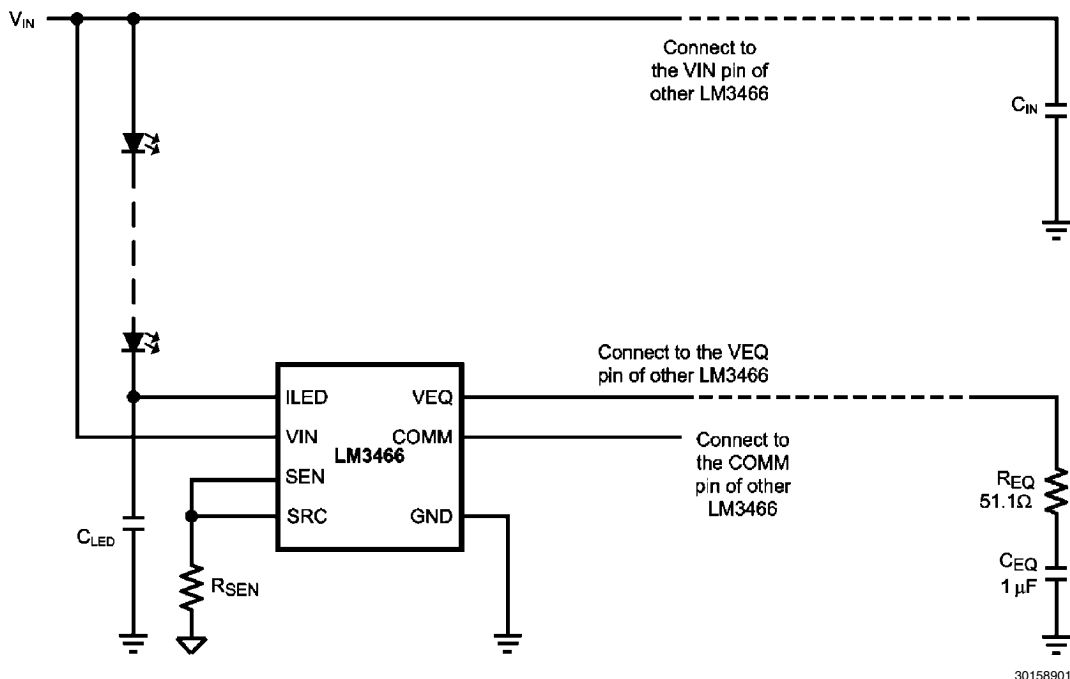 VIN
Connect to
the VIN pin of
other LM3466
CIN
Connect to the VEQ
pin of other LM3466
ILED
VEQ
VIN
COMM
LM3466
SEN
SRC
GND
Connect to
the COMM
pin of other
LM3466
REQ
51.1Ω
CLED
RSEN
CEQ
1 µF
30158901